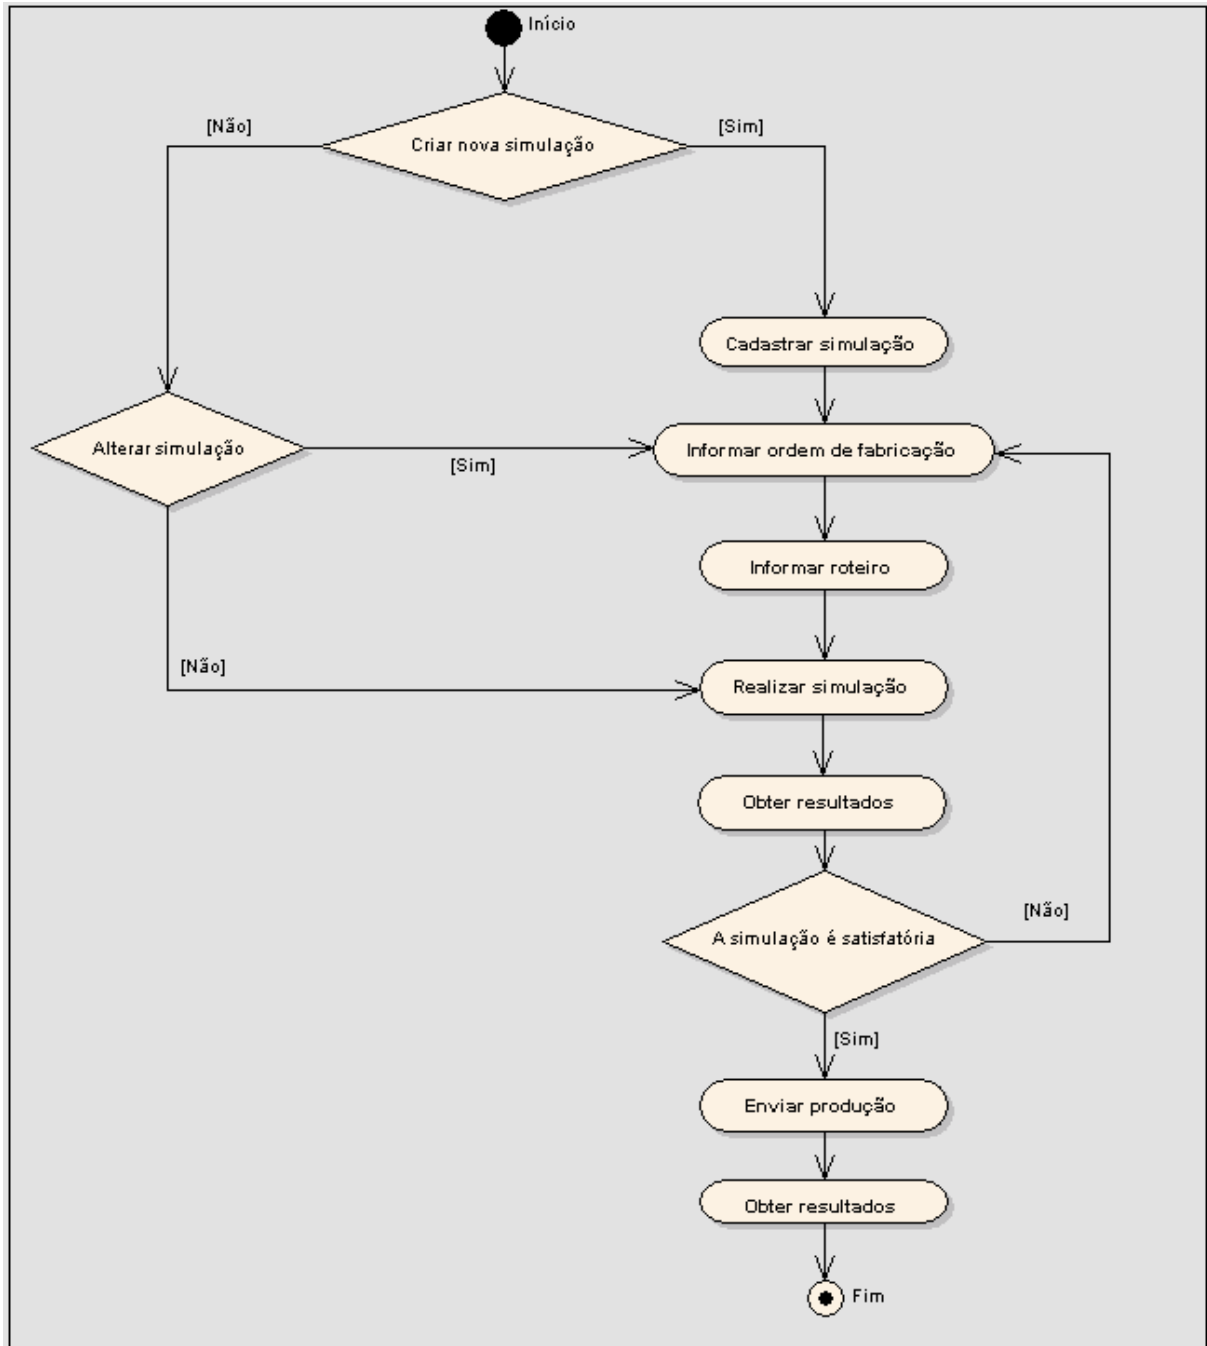 Início
[Não]
[Sim]
Criar nova simulação
Cadastrar simulação
Alterar simulação
[Sim]
Informar ordem de fabricação
Informar roteiro
[Não]
Realizar simulação
Obter resultados
[Não]
A simulação é satisfatória
[Sim]
Enviar produção
Obter resultados
Fim